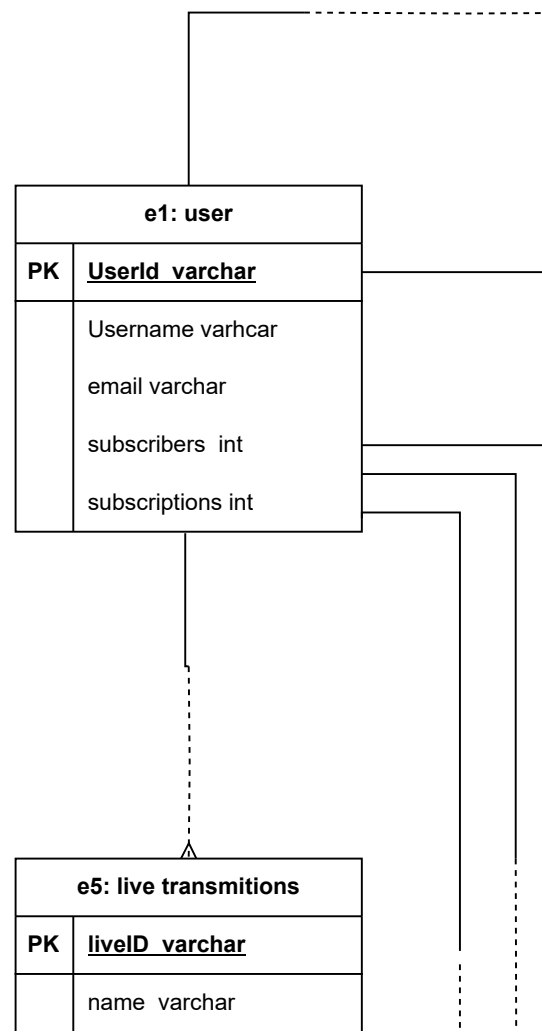 e1: user
PK UserId varchar
Username varhcar
email varchar
subscribers int
subscriptions int
e5: live transmitions
PK liveID varchar
name varchar